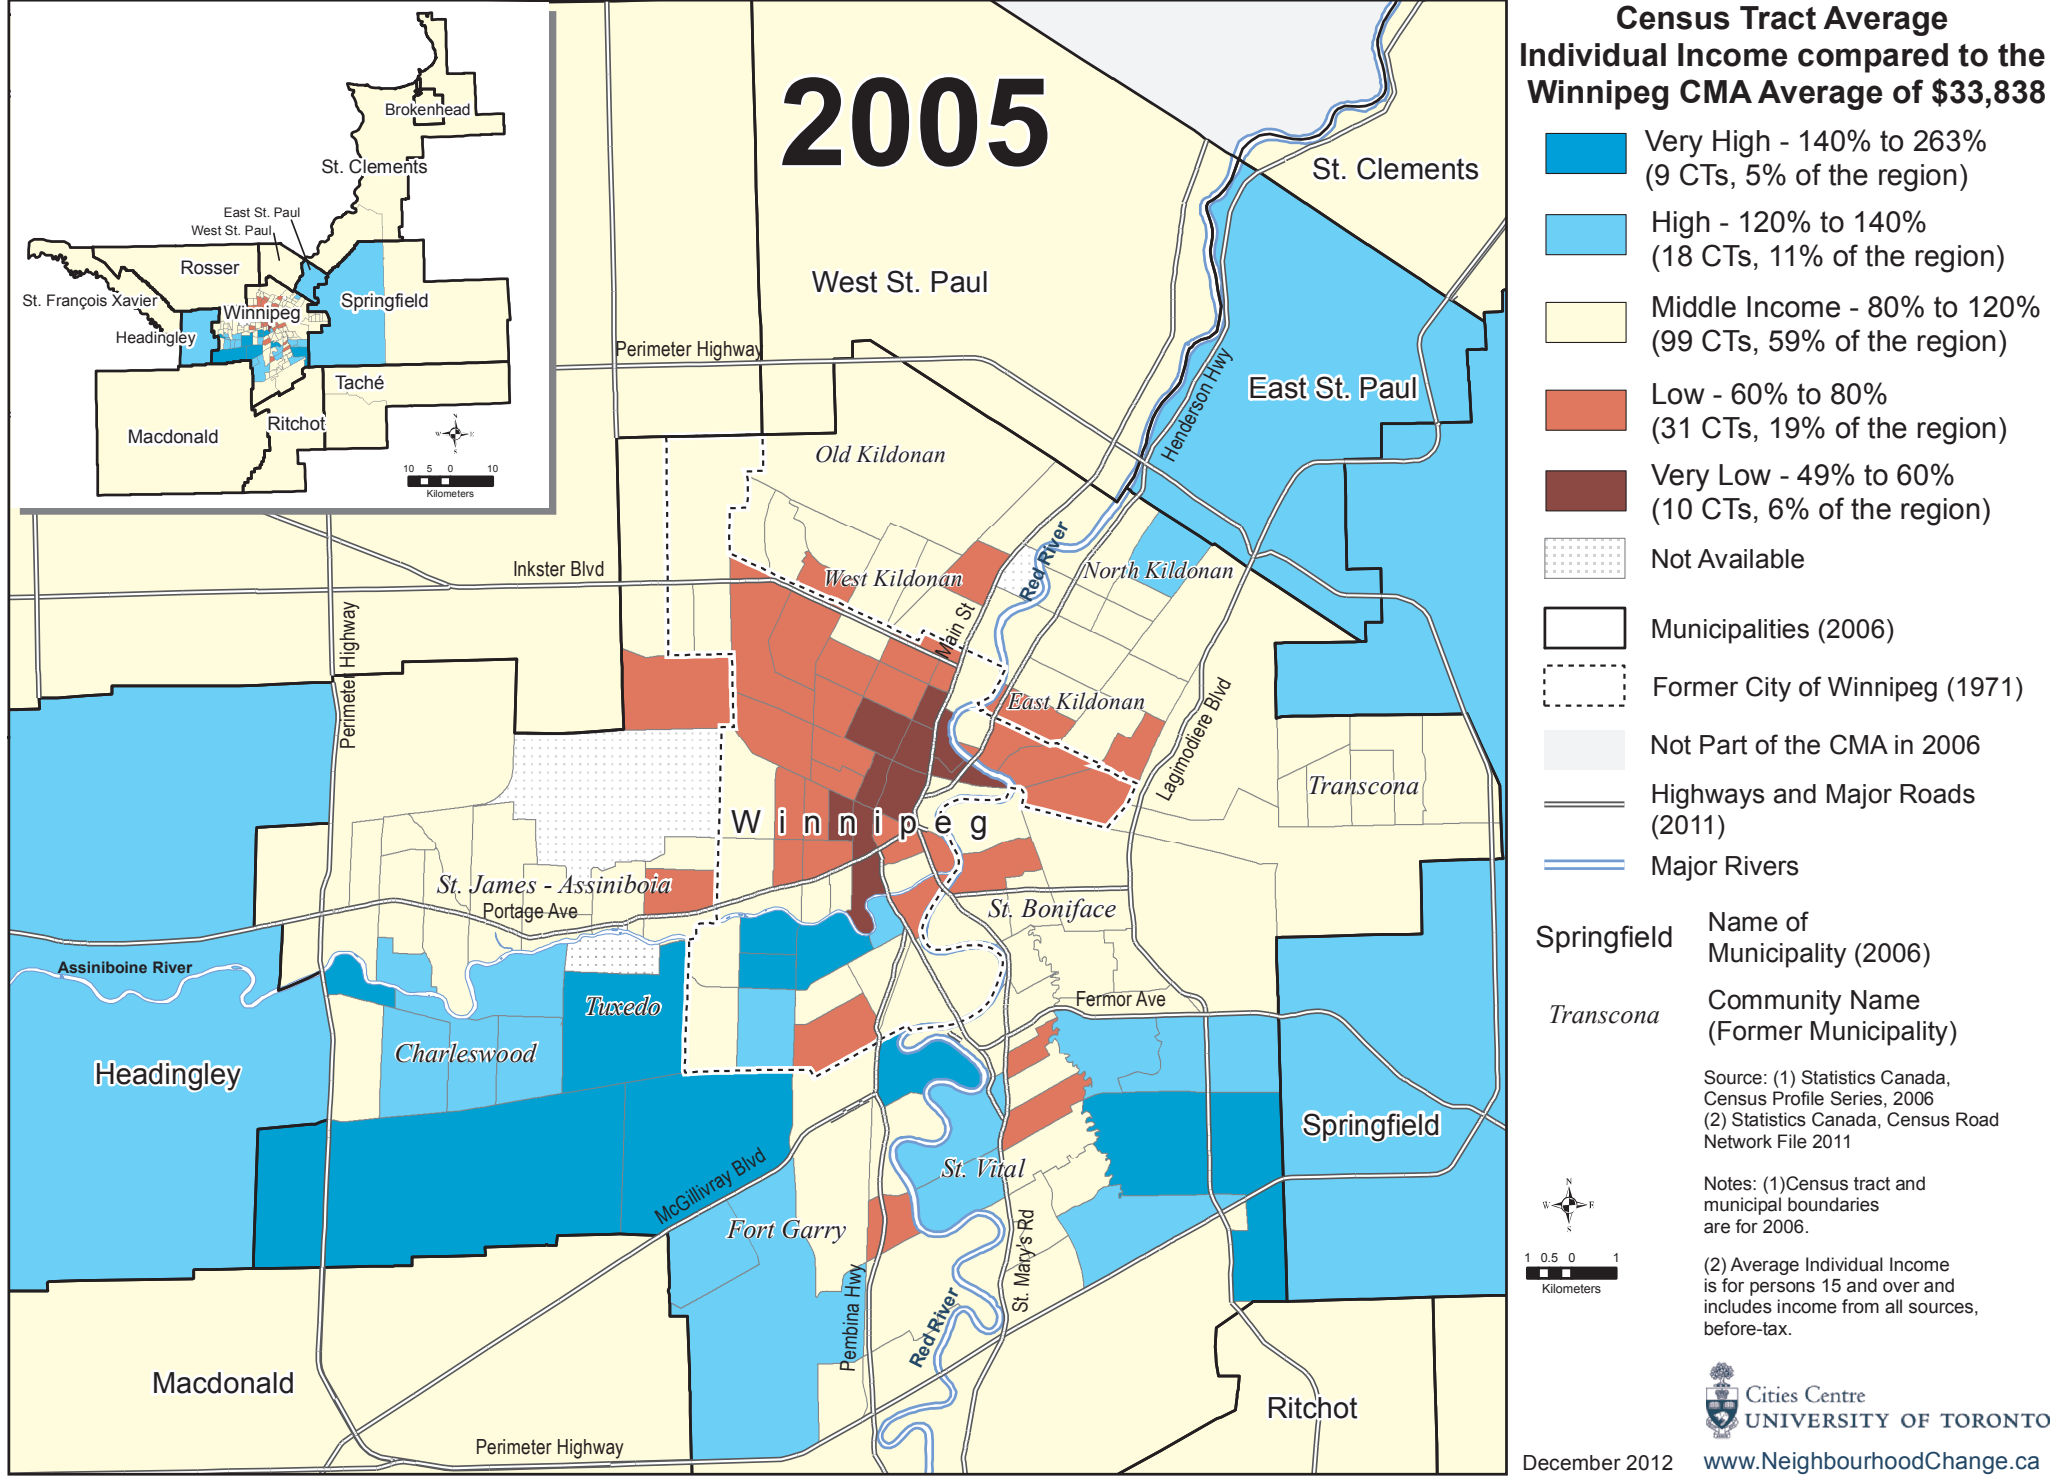 Census Tract Average
Individual Income compared to the
Winnipeg CMA Average of $33,838
Very High - 140% to 263%
(9 CTs, 5% of the region)
High - 120% to 140%
(18 CTs, 11% of the region)
Middle Income - 80% to 120%
(99 CTs, 59% of the region)
Low - 60% to 80%
(31 CTs, 19% of the region)
Very Low - 49% to 60%
(10 CTs, 6% of the region)
Not Available
Municipalities (2006)
Former City of Winnipeg (1971)
Not Part of the CMA in 2006
Highways and Major Roads
(2011)
Major Rivers
Springfield
Name of
Municipality (2006)
Transcona
Community Name
(Former Municipality)
Source: (1) Statistics Canada,
Census Profile Series, 2006
(2) Statistics Canada, Census Road
Network File 2011
Notes: (1)Census tract and
municipal boundaries
are for 2006.
(2) Average Individual Income
is for persons 15 and over and
includes income from all sources,
before-tax.
N
W E
S
1 0.5 0 1
Kilometers
Cities Centre
UNIVERSITY OF TORONTO
December 2012
www.NeighbourhoodChange.ca
2005
Brokenhead
St. Clements
East St. Paul
West St. Paul
Rosser
St. François Xavier
Springfield
Winnipeg
Headingley
Taché
Ritchot
Macdonald
N
W E
S
10 5 0 10
Kilometers
St. Clements
West St. Paul
Perimeter Highway
Henderson Hwy
East St. Paul
Old Kildonan
Inkster Blvd
West Kildonan
Red River
North Kildonan
Main St
Perimeter Highway
East Kildonan
Lagimodiere Blvd
Transcona
Winnipeg
St. James - Assiniboia
Portage Ave
St. Boniface
Assiniboine River
Tuxedo
Fermor Ave
Charleswood
Headingley
Springfield
McGillivray Blvd
St. Vital
Fort Garry
St. Mary's Rd
Pembina Hwy
Red River
Macdonald
Ritchot
Perimeter Highway